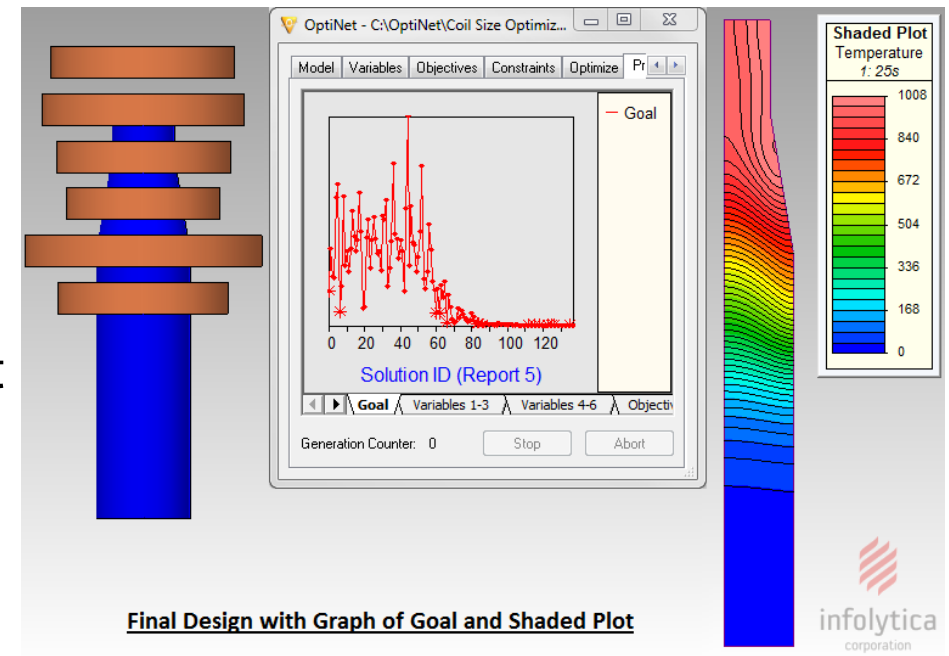 OptiNet - C:\OptiNet\Coil Size Optimiz...
Model Variables Objectives Constraints Optimize Pr
Goal
0 20 40 60 80 100 120
Solution ID (Report 5)
Goal Variables 1-3 Variables 4-6 Objectiv
Generation Counter: 0 Stop Abort
Shaded Plot
Temperature
1: 25s
1008
840
672
504
336
168
0
Final Design with Graph of Goal and Shaded Plot
infolytica
corporation